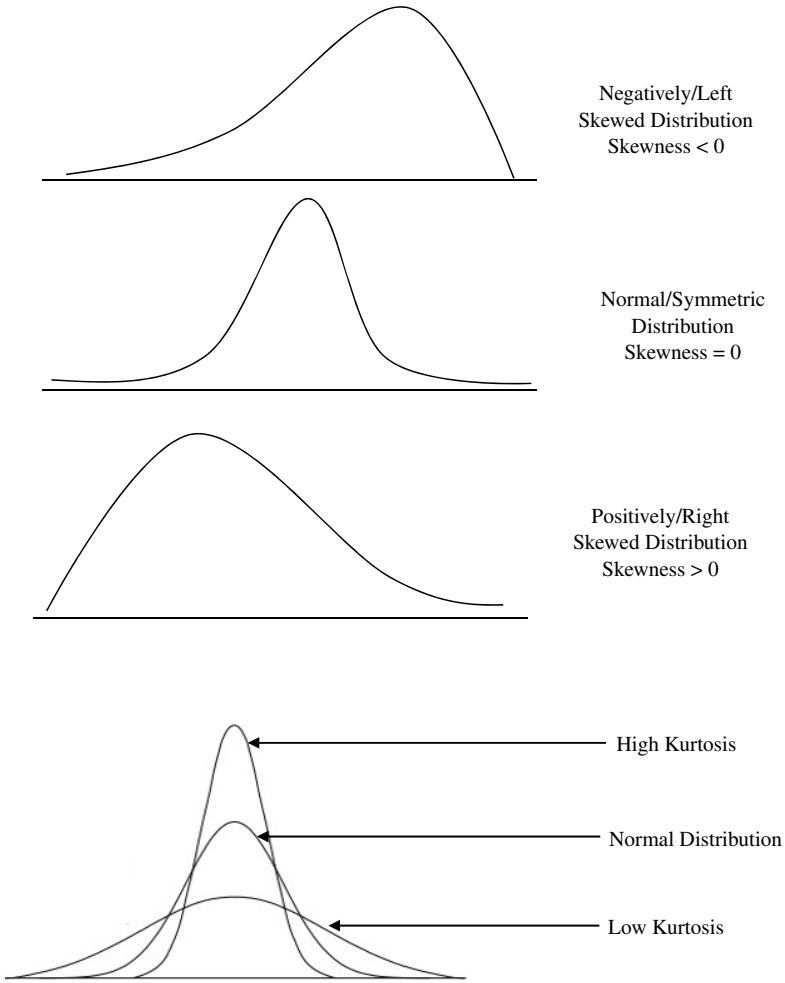 Negatively/Left
Skewed Distribution
Skewness < 0
Normal/Symmetric
Distribution
Skewness = 0
Positively/Right
Skewed Distribution
Skewness > 0
High Kurtosis
Normal Distribution
Low Kurtosis